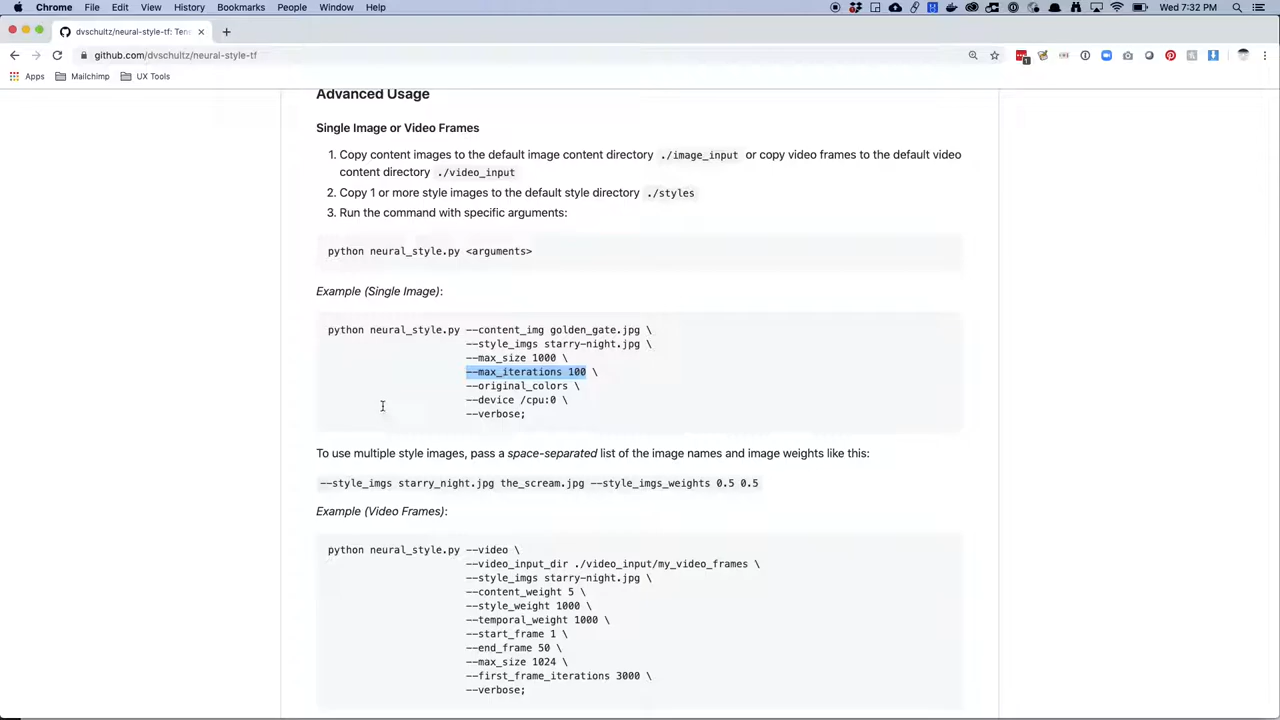 Chrome File Edit View History Bookmarks People Window Help Wed 7:32 PM
dvschultz/neural-style-tf: Ten
github.com/dvschultz/neural-style-tf
Apps Mailchimp UX Tools
Advanced Usage
Single Image or Video Frames
1. Copy content images to the default image content directory ./image_input or copy video frames to the default video
content directory ./video_input
2. Copy 1 or more style images to the default style directory ./styles
3. Run the command with specific arguments:
python neural_style.py <arguments>
Example (Single Image):
python neural_style.py --content_img golden_gate.jpg \
--style_imgs starry-night.jpg \
--max_size 1000 \
--max_iterations 100 \
--original_colors \
--device /cpu:0 \
--verbose;
To use multiple style images, pass a space-separated list of the image names and image weights like this:
--style_imgs starry_night.jpg the_scream.jpg --style_imgs_weights 0.5 0.5
Example (Video Frames):
python neural_style.py --video \
--video_input_dir ./video_input/my_video_frames \
--style_imgs starry-night.jpg \
--content_weight 5 \
--style_weight 1000 \
--temporal_weight 1000 \
--start_frame 1 \
--end_frame 50 \
--max_size 1024 \
--first_frame_iterations 3000 \
--verbose;